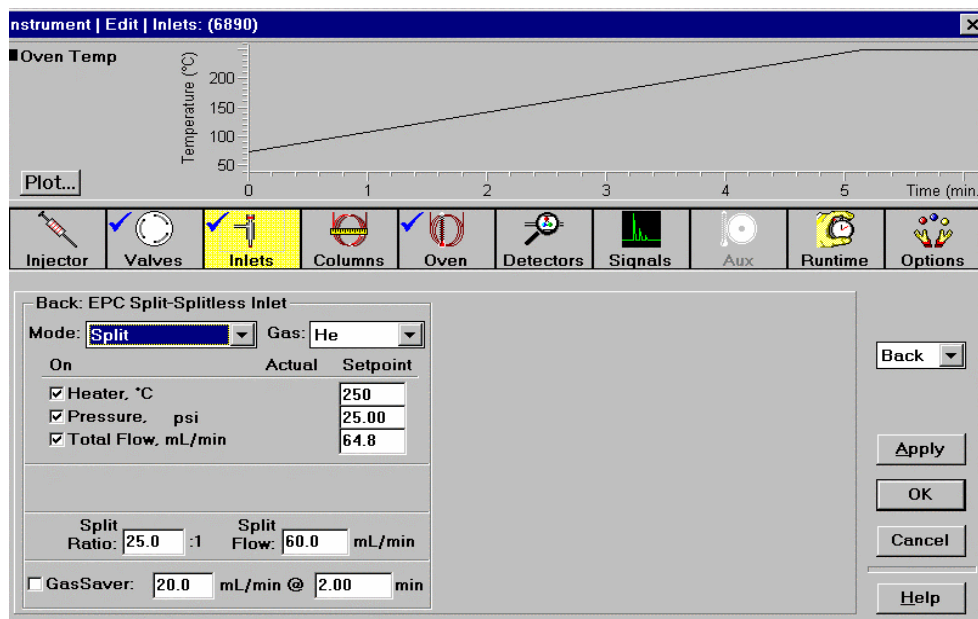 nstrument | Edit | Inlets: (6890)
Oven Temp
Temperature (°C)
200
150
100
50
Plot...
0 1 2 3 4 5 Time (min.
Injector Valves Inlets Columns Oven Detectors Signals Aux Runtime Options
Back: EPC Split-Splitless Inlet
Mode: Split Gas: He
Back
On Actual Setpoint
Heater, °C 250
Pressure, psi 25.00
Total Flow, mL/min 64.8
Apply
OK
Split Ratio: 25.0 :1 Split Flow: 60.0 mL/min
Cancel
GasSaver: 20.0 mL/min @ 2.00 min
Help